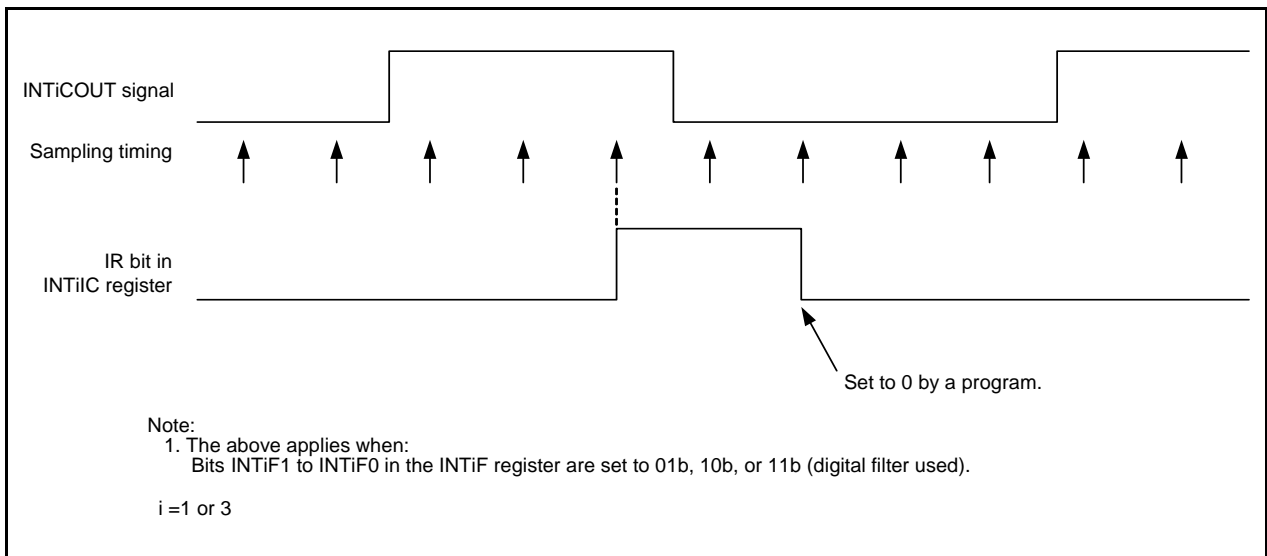 INTiCOUT signal
Sampling timing
IR bit in
INTiIC register
Set to 0 by a program.
Note:
1. The above applies when:
Bits INTiF1 to INTiF0 in the INTiF register are set to 01b, 10b, or 11b (digital filter used).
i =1 or 3